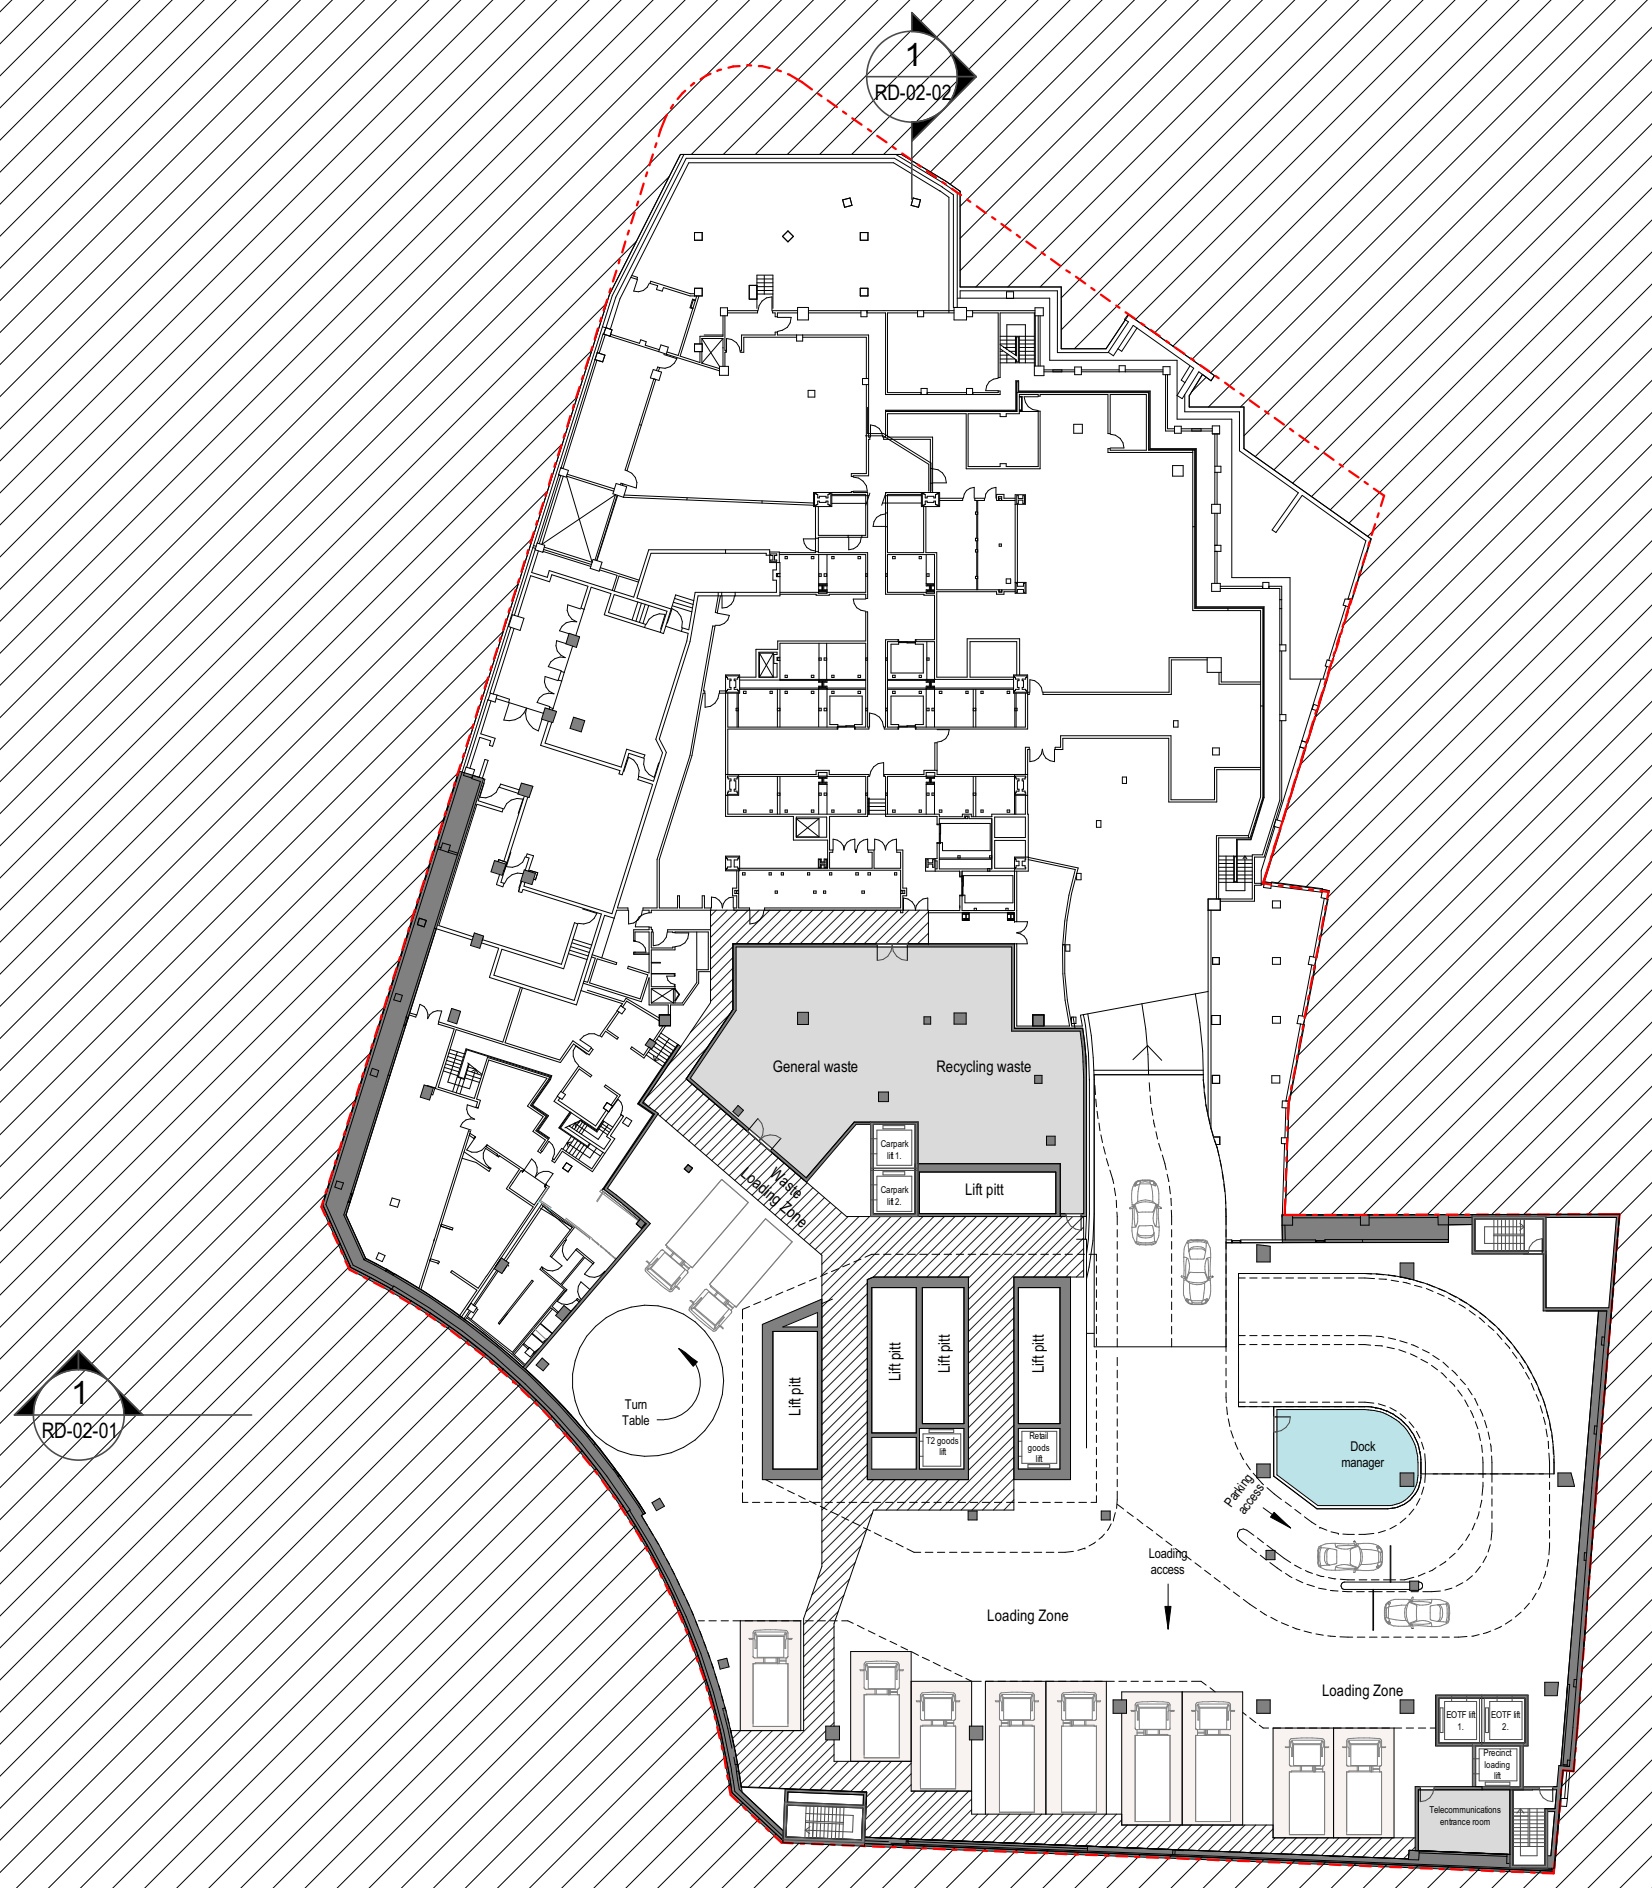 1
RD-02-02
General waste
Recycling waste
Carpark
lift 1.
Carpark
lift 2.
Lift pitt
Waste
Loading Zone
Lift pitt
Lift pitt
Lift pitt
Lift pitt
Turn
Table
T2 goods
lift
Retail
goods
lift
1
RD-02-01
Dock
manager
Parking
access
Loading
access
Loading Zone
Loading Zone
EOTF lift
1.
EOTF lift
2.
Precinct
loading
lift
Telecommunications
entrance room